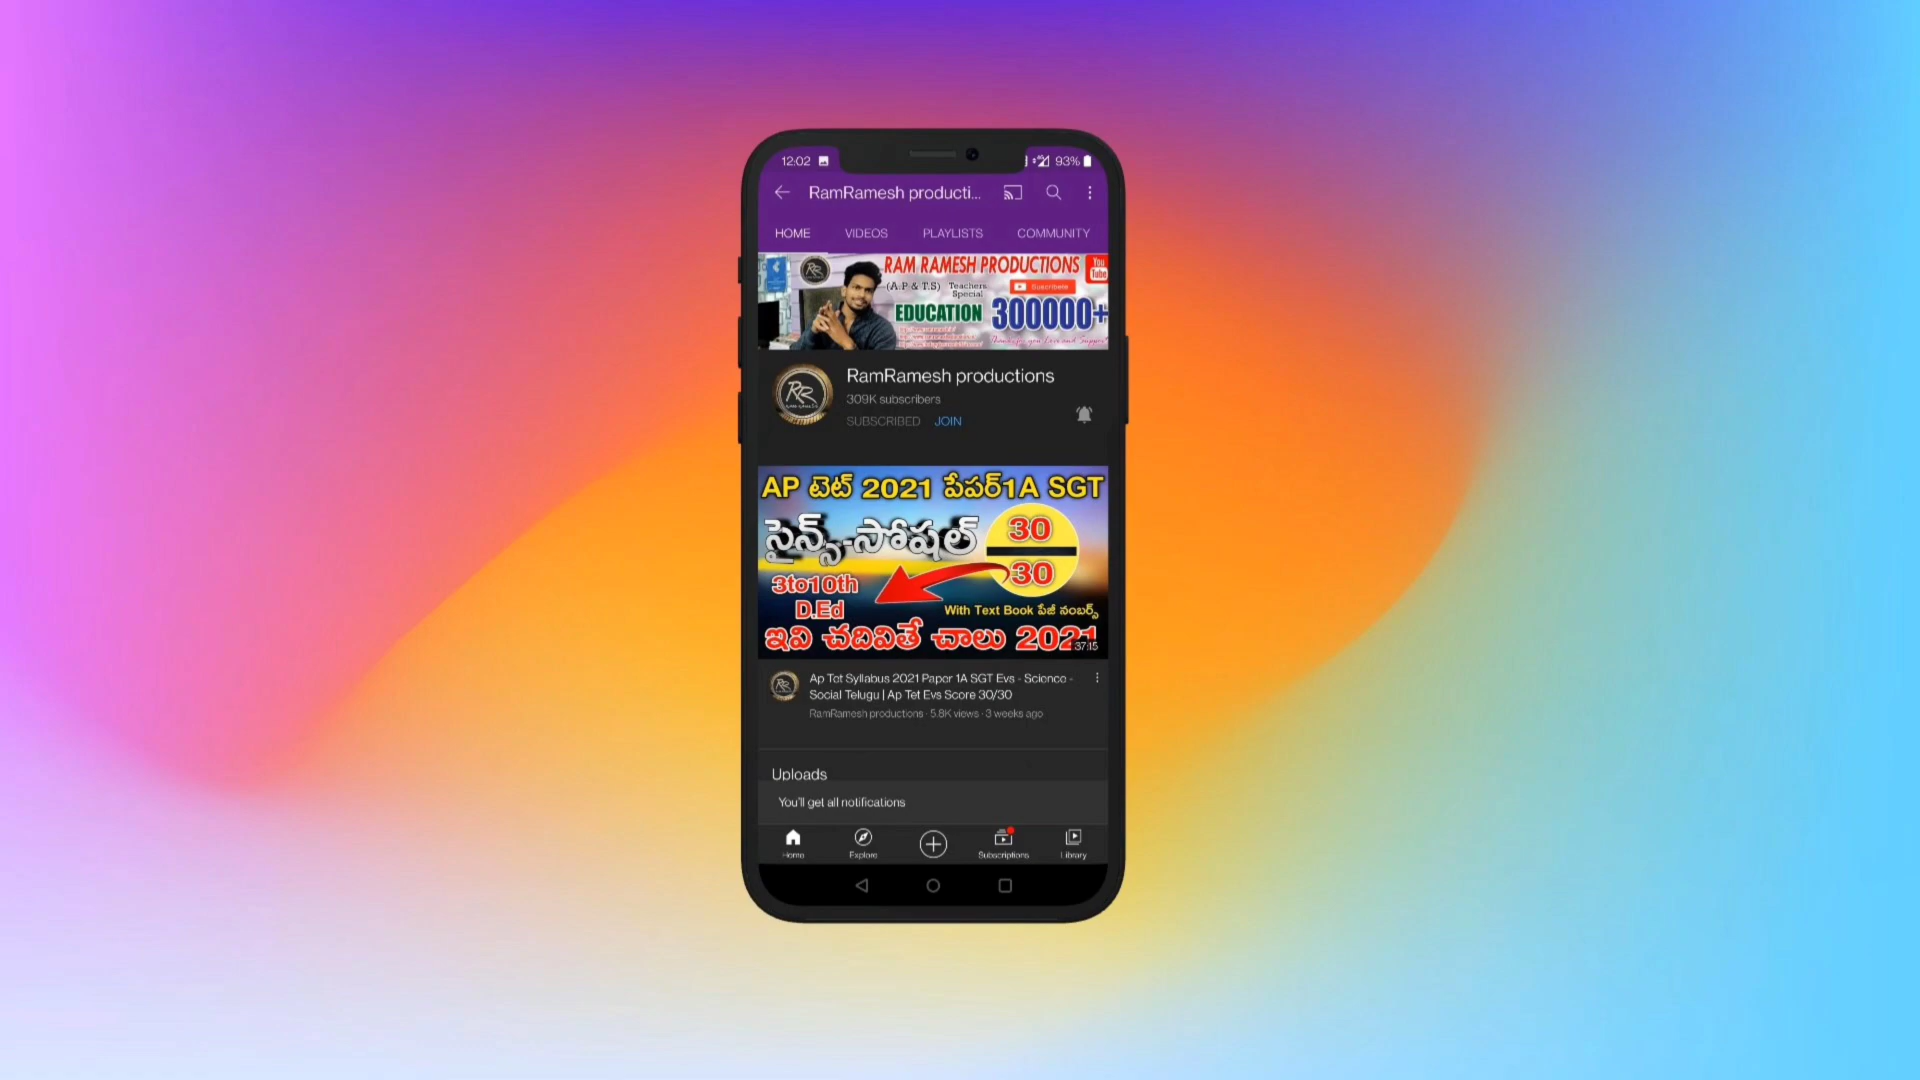 12:02
93%
RamRamesh producti...
HOME VIDEOS PLAYLISTS COMMUNITY
RAM RAMESH PRODUCTIONS
You
Tube
(A.P & T.S) Teachers
Special
Suscribete
EDUCATION 300000+
RamRamesh productions
309K subscribers
SUBSCRIBED JOIN
AP టెట్ 2021 పేపర్1A SGT
సైన్స్-సోషల్
30
30
3to10th
D.Ed
With Text Book పేజీ నంబర్స్
ఇవి చదివితే చాలు 2021
37:15
Ap Tet Syllabus 2021 Paper 1A SGT Evs - Science -
Social Telugu | Ap Tet Evs Score 30/30
RamRamesh productions · 5.8K views · 3 weeks ago
Uploads
You'll get all notifications
Home Explore Subscriptions Library